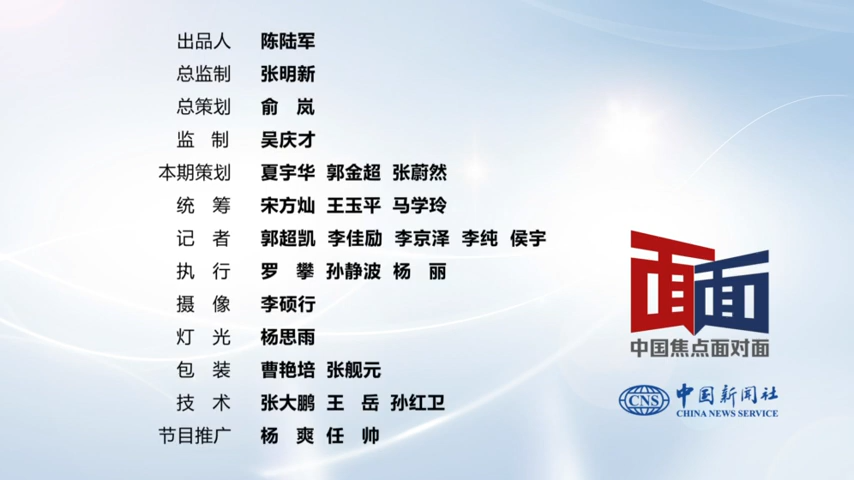 出品人 陈陆军
总监制 张明新
总策划 俞 岚
监 制 吴庆才
本期策划 夏宇华 郭金超 张蔚然
统 筹 宋方灿 王玉平 马学玲
记 者 郭超凯 李佳励 李京泽 李纯 侯宇
执 行 罗 攀 孙静波 杨 丽
摄 像 李硕行
灯 光 杨思雨
包 装 曹艳培 张舰元
技 术 张大鹏 王 岳 孙红卫
节目推广 杨 爽 任 帅
面面
中国焦点面对面
CNS 中国新闻社
CHINA NEWS SERVICE